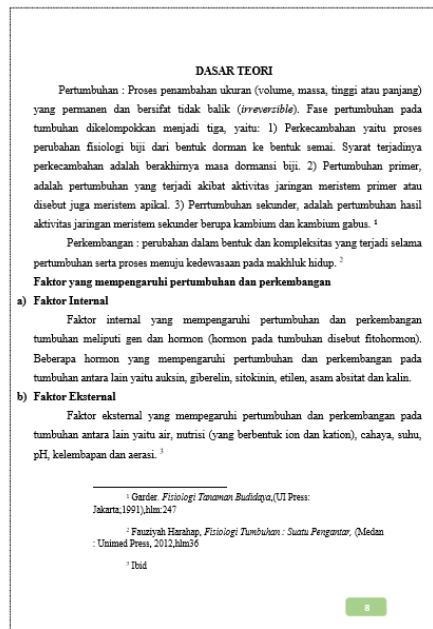 DASAR TEORI
Pertumbuhan : Proses penambahan ukuran (volume, massa, tinggi atau panjang)
yang permanen dan bersifat tidak balik (irreversible). Fase pertumbuhan pada
tumbuhan dikelompokkan menjadi tiga, yaitu: 1) Perkecambahan yaitu proses
perubahan fisiologi biji dari bentuk dorman ke bentuk semai. Syarat terjadinya
perkecambahan adalah berakhirnya masa dormansi biji. 2) Pertumbuhan primer,
adalah pertumbuhan yang terjadi akibat aktivitas jaringan meristem primer atau
disebut juga meristem apikal. 3) Perrtumbuhan sekunder, adalah pertumbuhan hasil
aktivitas jaringan meristem sekunder berupa kambium dan kambium gabus. 1
Perkembangan : perubahan dalam bentuk dan kompleksitas yang terjadi selama
pertumbuhan serta proses menuju kedewasaan pada makhluk hidup. 2
Faktor yang mempengaruhi pertumbuhan dan perkembangan
a) Faktor Internal
Faktor internal yang mempengaruhi pertumbuhan dan perkembangan
tumbuhan meliputi gen dan hormon (hormon pada tumbuhan disebut fitohormon).
Beberapa hormon yang mempengaruhi pertumbuhan dan perkembangan pada
tumbuhan antara lain yaitu auksin, giberelin, sitokinin, etilen, asam absitat dan kalin.
b) Faktor Eksternal
Faktor eksternal yang mempegaruhi pertumbuhan dan perkembangan pada
tumbuhan antara lain yaitu air, nutrisi (yang berbentuk ion dan kation), cahaya, suhu,
pH, kelembapan dan aerasi. 3
1 Garder. Fisiologi Tanaman Budidaya,(UI Press:
Jakarta;1991),hlm:247
2 Fauziyah Harahap, Fisiologi Tumbuhan : Suatu Pengantar, (Medan
: Unimed Press, 2012,hlm36
3 Ibid
8